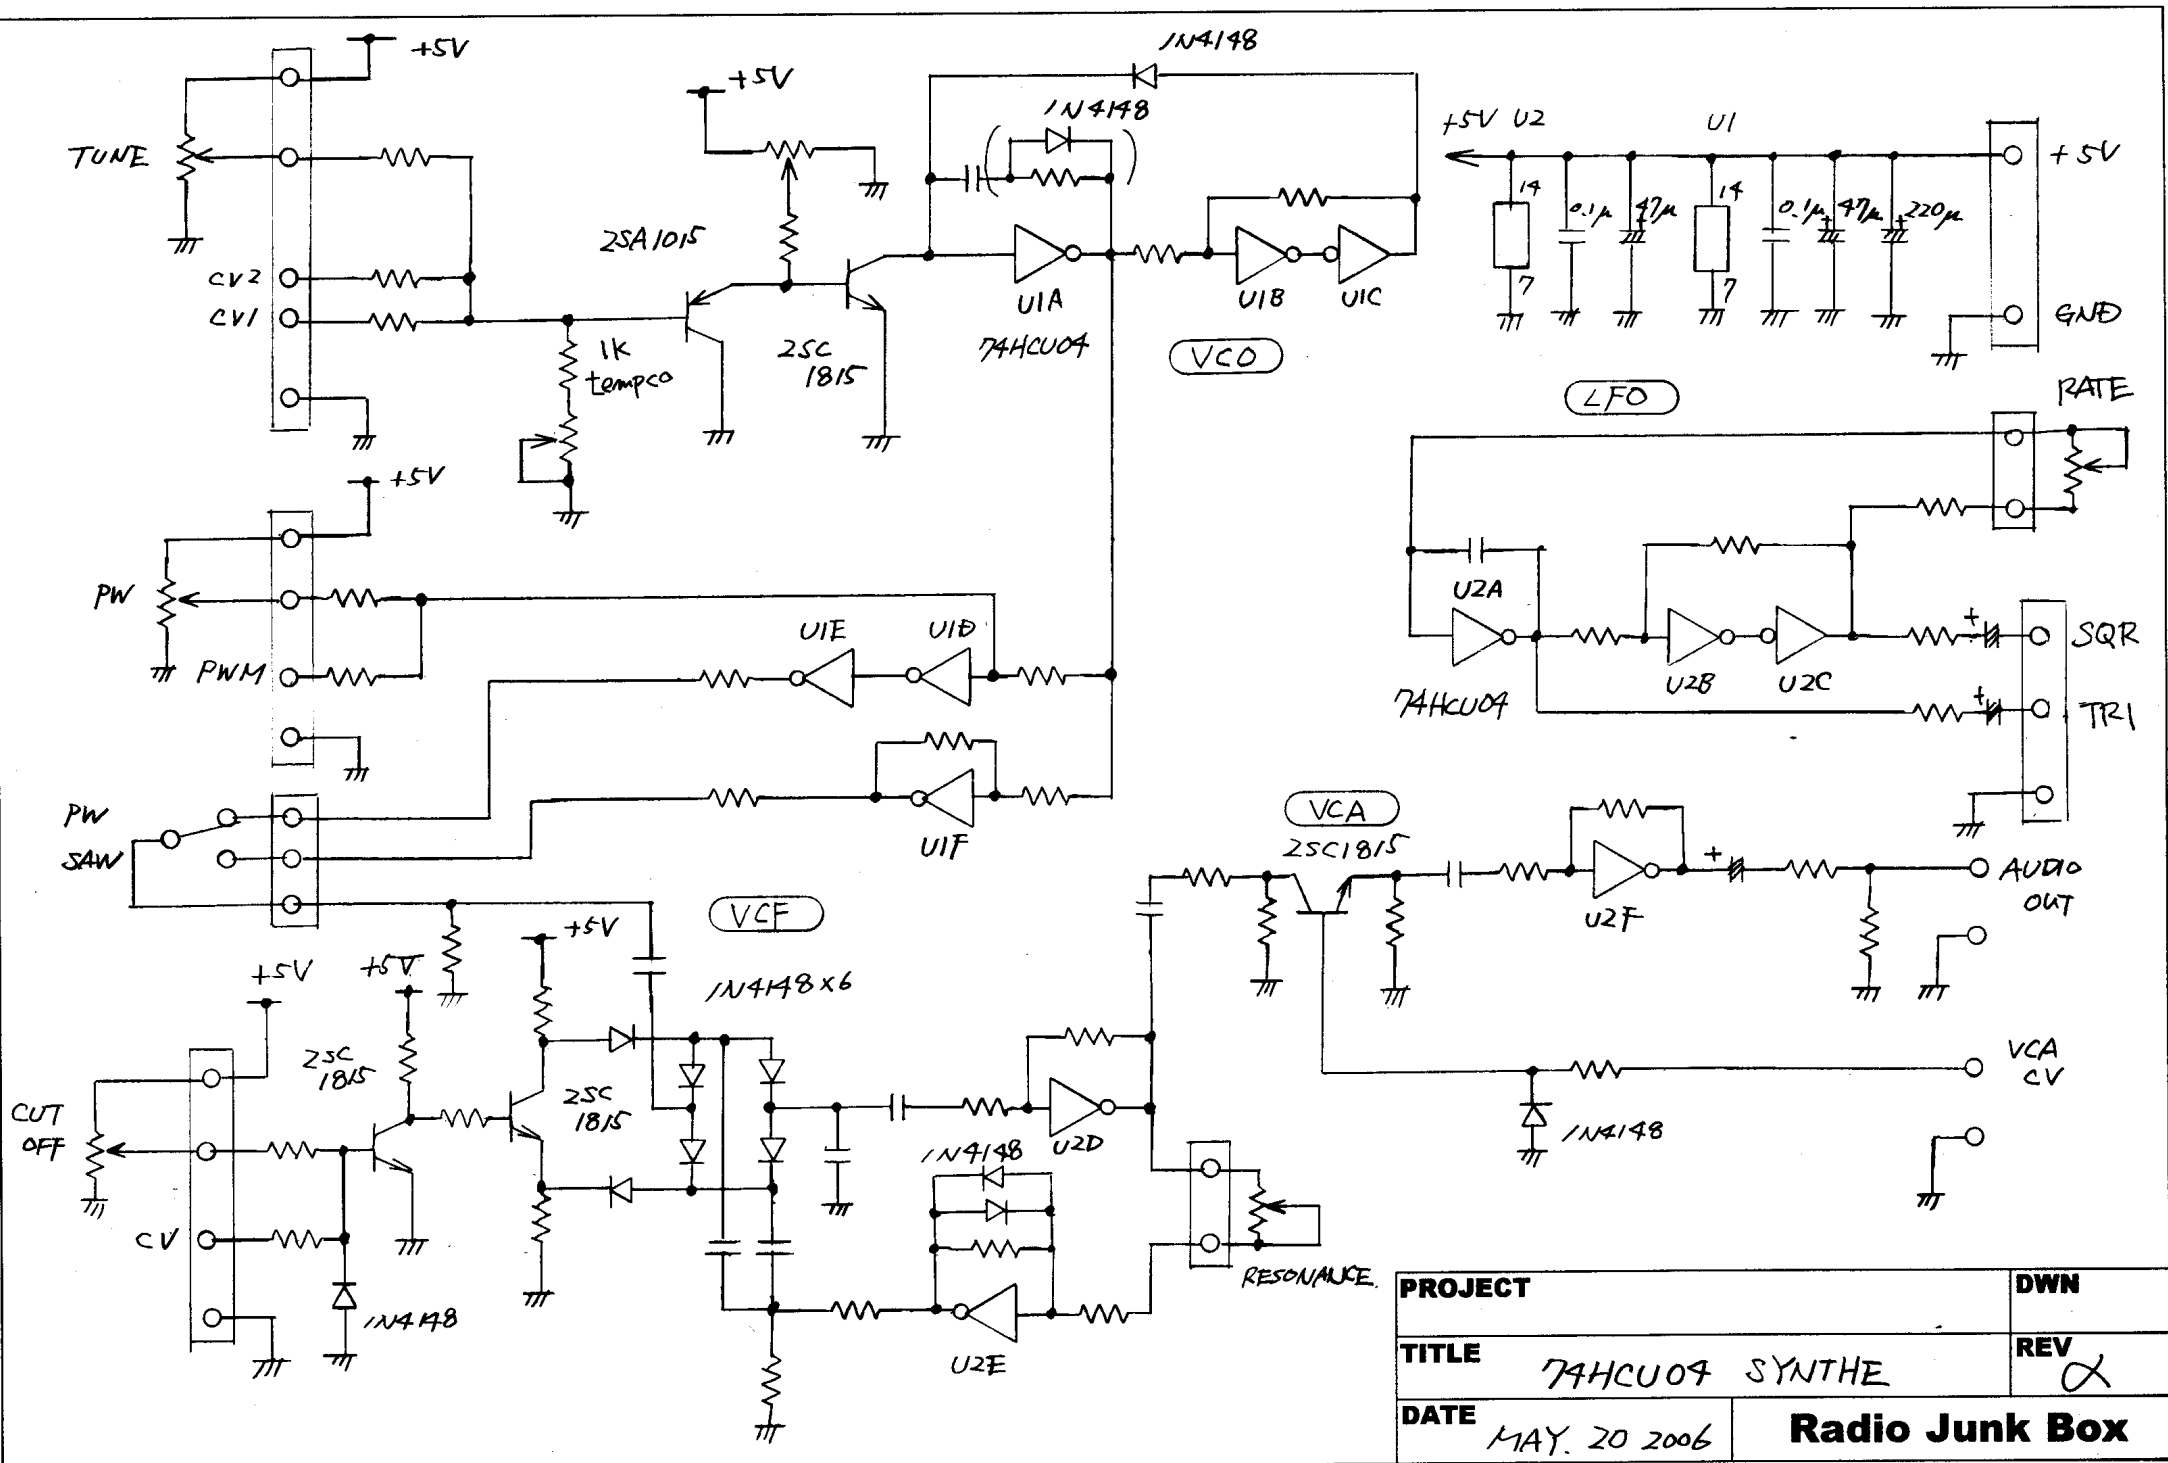 +5V
TUNE
CV2
CV1
1K
tempco
2SA1015
+5V
2SC
1815
1N4148
1N4148
U1A
74HCU04
U1B
U1C
VCO
+5V
U2
U1
14
7
0.1μ
+
47μ
14
7
0.1μ
+
47μ
+
220μ
+5V
GND
LFO
RATE
U2A
74HCU04
U2B
U2C
+
SQR
+
TRI
+5V
PW
PWM
U1E
U1D
U1F
PW
SAW
VCF
+5V
+5V
+5V
2SC
1815
2SC
1815
1N4148×6
CUT
OFF
CV
1N4148
U2D
1N4148
U2E
RESONANCE.
VCA
2SC1815
U2F
+
AUDIO
OUT
VCA
CV
1N4148
PROJECT
DWN
TITLE
74HCU04 SYNTHE
REV
α
DATE
MAY. 20 2006
Radio Junk Box